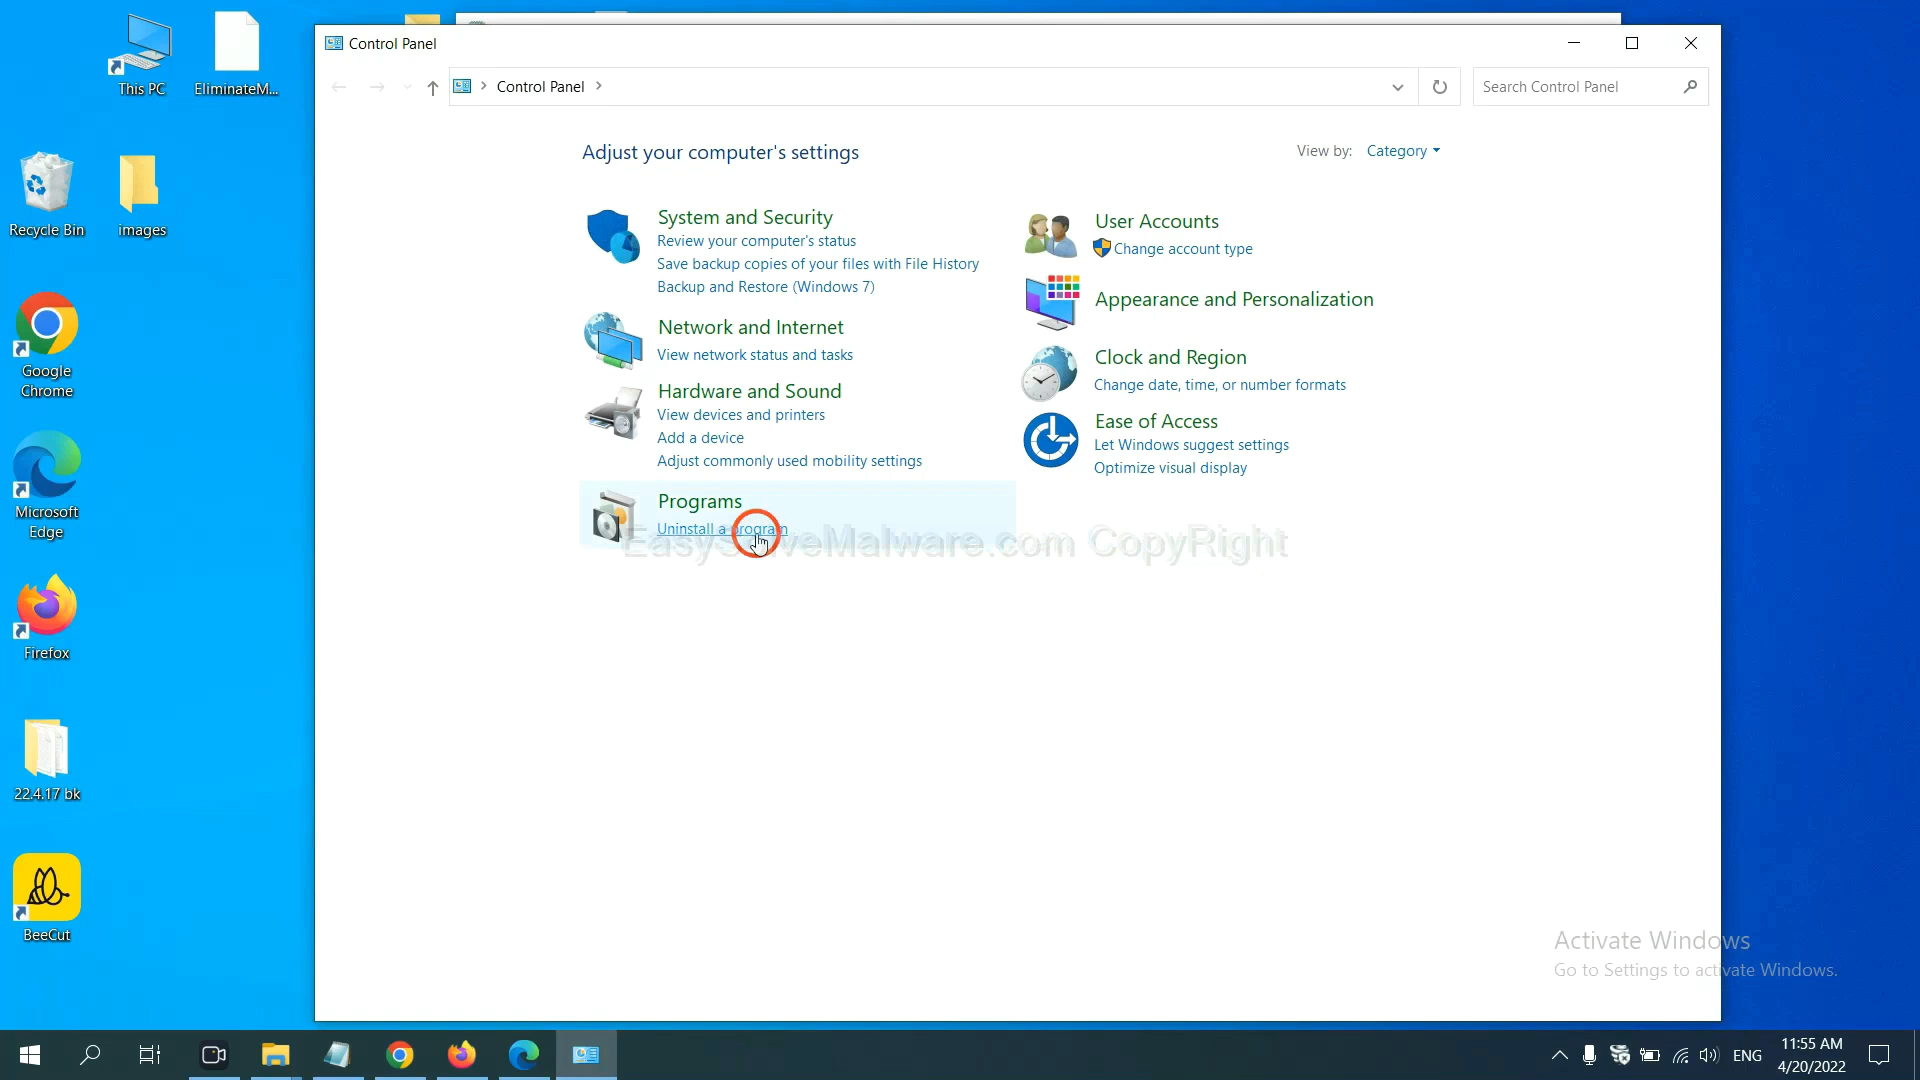 This PC
EliminateM...
Recycle Bin
images
Google
Chrome
Microsoft
Edge
Firefox
22.4.17 bk
BeeCut
Control Panel
Control Panel
Search Control Panel
Adjust your computer's settings
View by: Category
System and Security
Review your computer's status
Save backup copies of your files with File History
Backup and Restore (Windows 7)
Network and Internet
View network status and tasks
Hardware and Sound
View devices and printers
Add a device
Adjust commonly used mobility settings
Programs
Uninstall a program
User Accounts
Change account type
Appearance and Personalization
Clock and Region
Change date, time, or number formats
Ease of Access
Let Windows suggest settings
Optimize visual display
EasySolveMalware.com CopyRight
Activate Windows
Go to Settings to activate Windows.
ENG
11:55 AM
4/20/2022